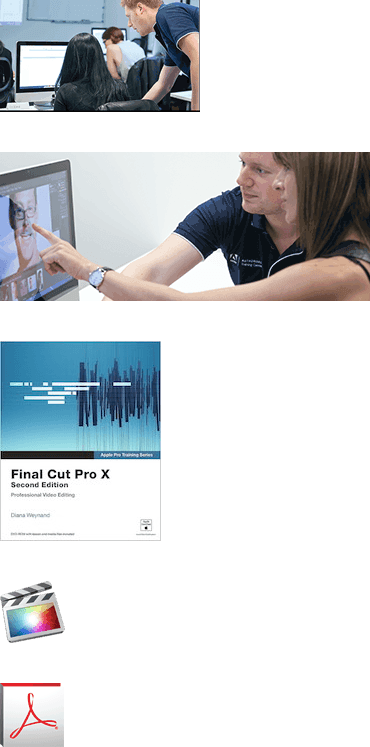 Apple Pro Training Series
Final Cut Pro X
Second Edition
Professional Video Editing
Diana Weynand